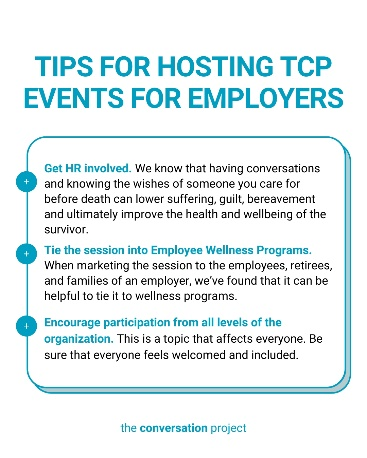 TIPS FOR HOSTING TCP
EVENTS FOR EMPLOYERS
Get HR involved. We know that having conversations
and knowing the wishes of someone you care for
before death can lower suffering, guilt, bereavement
and ultimately improve the health and wellbeing of the
survivor.
Tie the session into Employee Wellness Programs.
When marketing the session to the employees, retirees,
and families of an employer, we've found that it can be
helpful to tie it to wellness programs.
Encourage participation from all levels of the
organization. This is a topic that affects everyone. Be
sure that everyone feels welcomed and included.
the conversation project